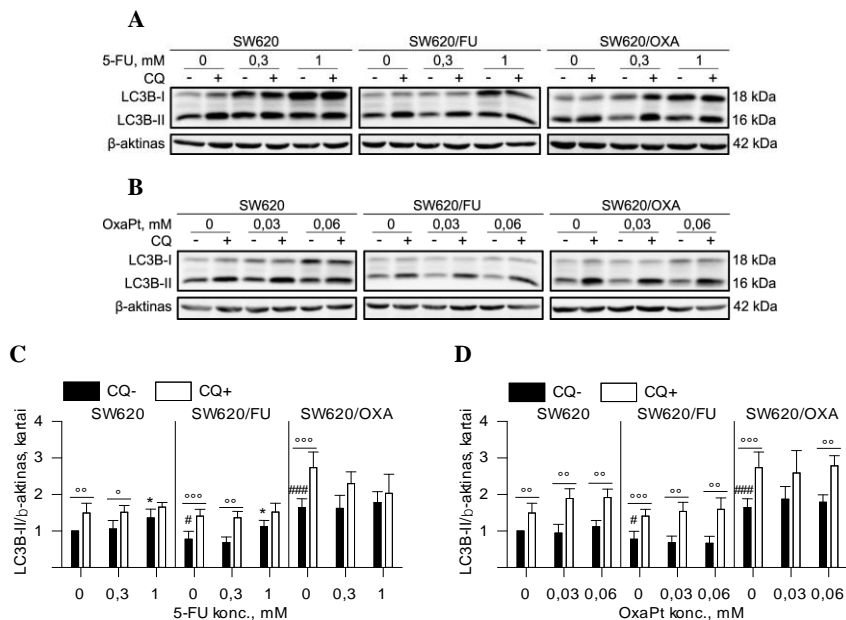 A
SW620 SW620/FU SW620/OXA
5-FU, mM 0 0,3 1 0 0,3 1 0 0,3 1
CQ - + - + - + - + - + - + - + - + - +
LC3B-I 18 kDa
LC3B-II 16 kDa
β-aktinas 42 kDa
B
SW620 SW620/FU SW620/OXA
OxaPt, mM 0 0,03 0,06 0 0,03 0,06 0 0,03 0,06
CQ - + - + - + - + - + - + - + - + - +
LC3B-I 18 kDa
LC3B-II 16 kDa
β-aktinas 42 kDa
C
CQ- CQ+
SW620 SW620/FU SW620/OXA
LC3B-II/b-aktinas, kartai
4
3
2
1
°° ° * # °°° °° * ### °°°
0 0,3 1 0 0,3 1 0 0,3 1
5-FU konc., mM
D
CQ- CQ+
SW620 SW620/FU SW620/OXA
LC3B-II/b-aktinas, kartai
4
3
2
1
°° °° °° # °°° °° °° ### °°° °°
0 0,03 0,06 0 0,03 0,06 0 0,03 0,06
OxaPt konc., mM